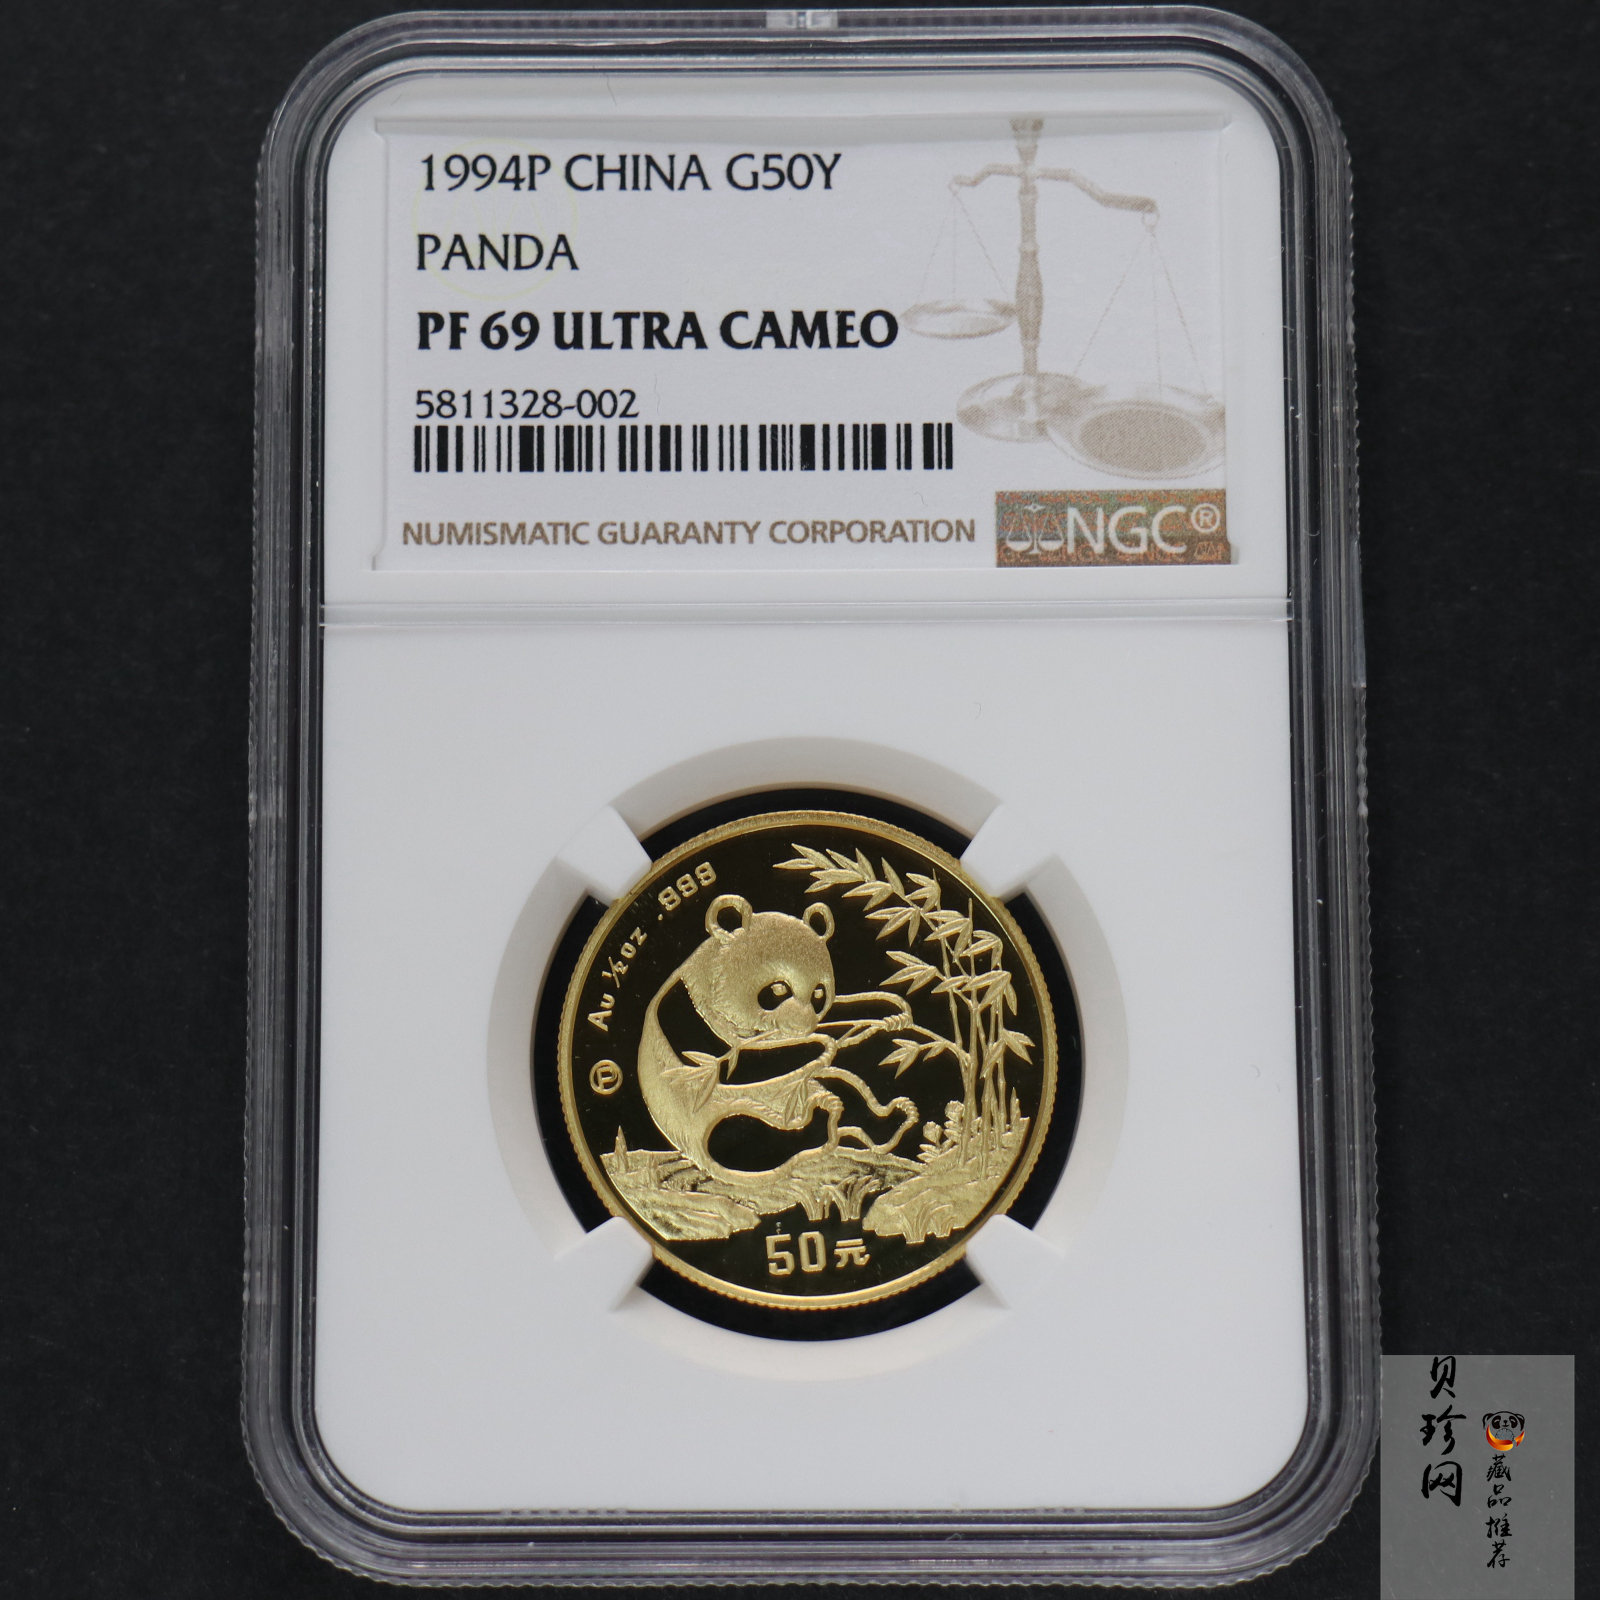 1994P CHINA G50Y
PANDA
PF 69 ULTRA CAMEO
5811328-002
NUMISMATIC GUARANTY CORPORATION
NGC®
Ⓟ Au ½oz .999
50元
贝珍网
藏品推荐